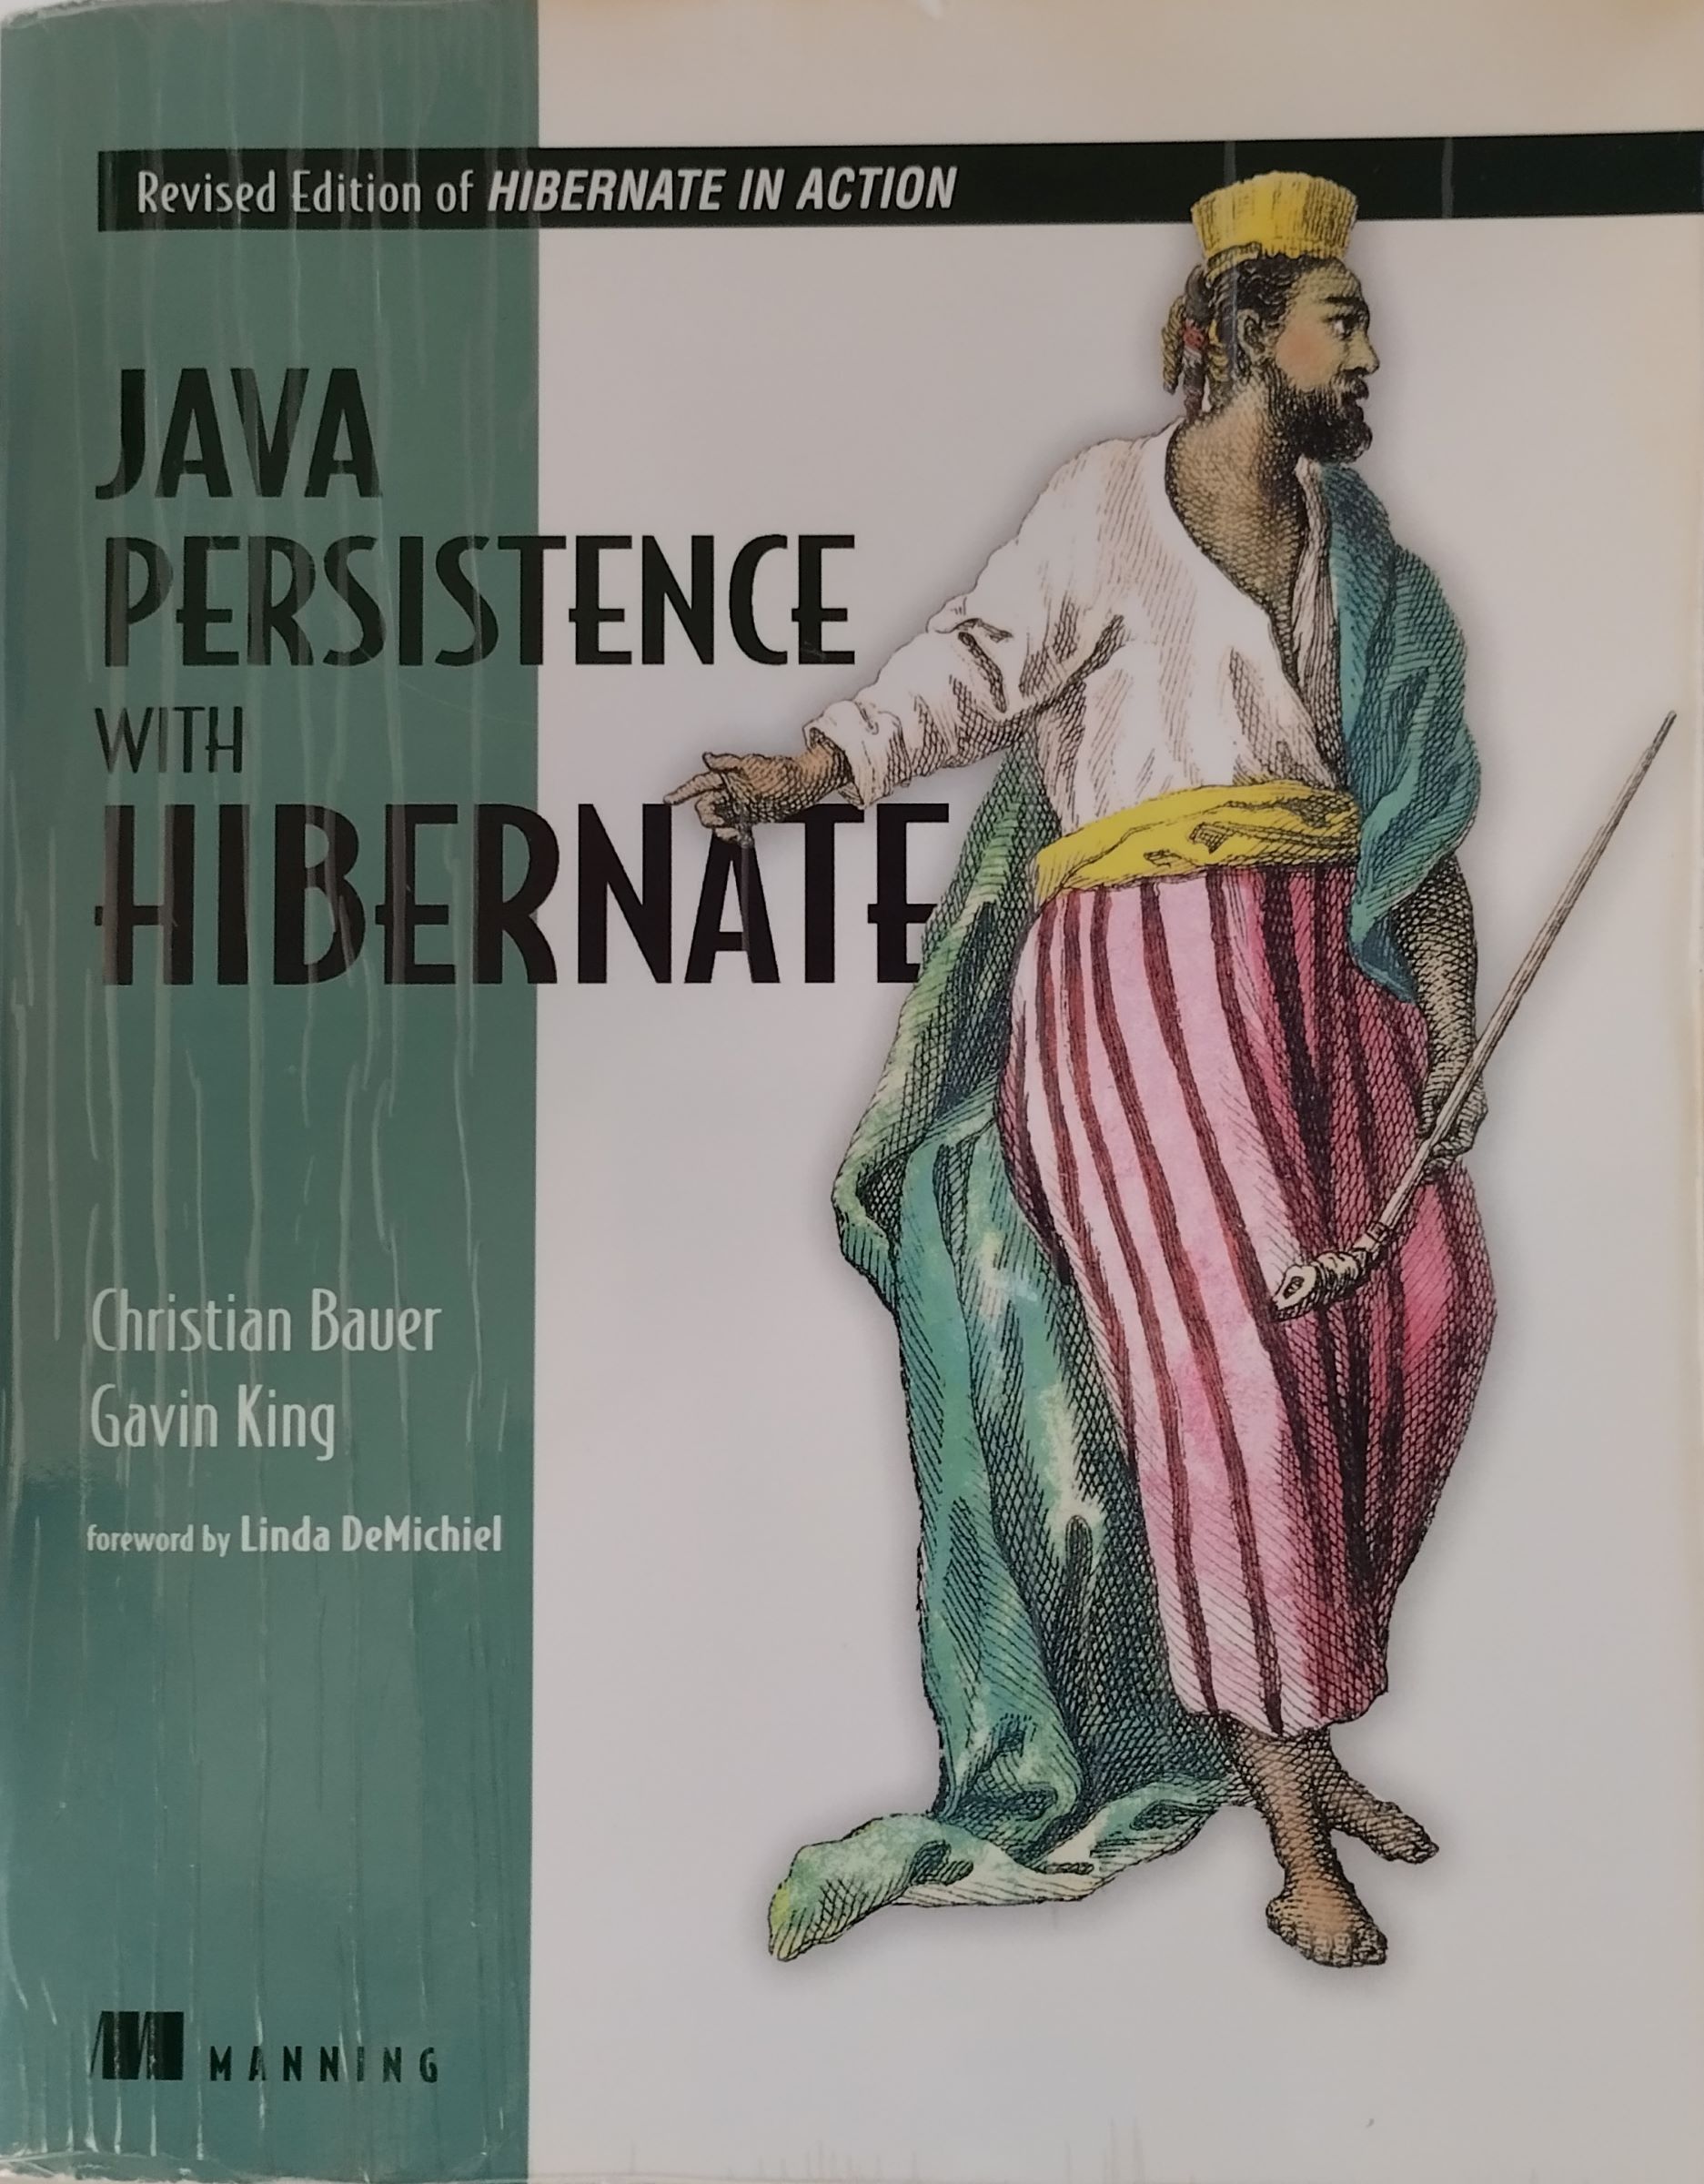 Revised Edition of HIBERNATE IN ACTION
JAVA
PERSISTENCE
WITH
HIBERNATE
Christian Bauer
Gavin King
foreword by Linda DeMichiel
MANNING